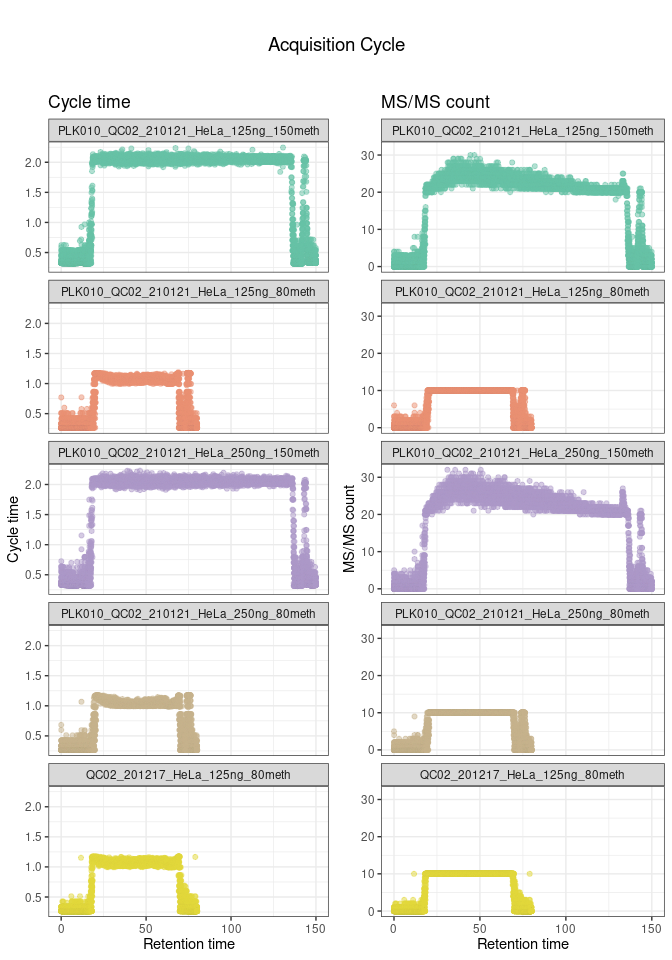 Acquisition Cycle
Cycle time
MS/MS count
PLK010_QC02_210121_HeLa_125ng_150meth
PLK010_QC02_210121_HeLa_125ng_150meth
2.0
1.5
1.0
0.5
30
20
10
0
PLK010_QC02_210121_HeLa_125ng_80meth
PLK010_QC02_210121_HeLa_125ng_80meth
2.0
1.5
1.0
0.5
30
20
10
0
PLK010_QC02_210121_HeLa_250ng_150meth
PLK010_QC02_210121_HeLa_250ng_150meth
2.0
1.5
1.0
0.5
30
20
10
0
Cycle time
MS/MS count
PLK010_QC02_210121_HeLa_250ng_80meth
PLK010_QC02_210121_HeLa_250ng_80meth
2.0
1.5
1.0
0.5
30
20
10
0
QC02_201217_HeLa_125ng_80meth
QC02_201217_HeLa_125ng_80meth
2.0
1.5
1.0
0.5
30
20
10
0
0 50 100 150
0 50 100 150
Retention time
Retention time